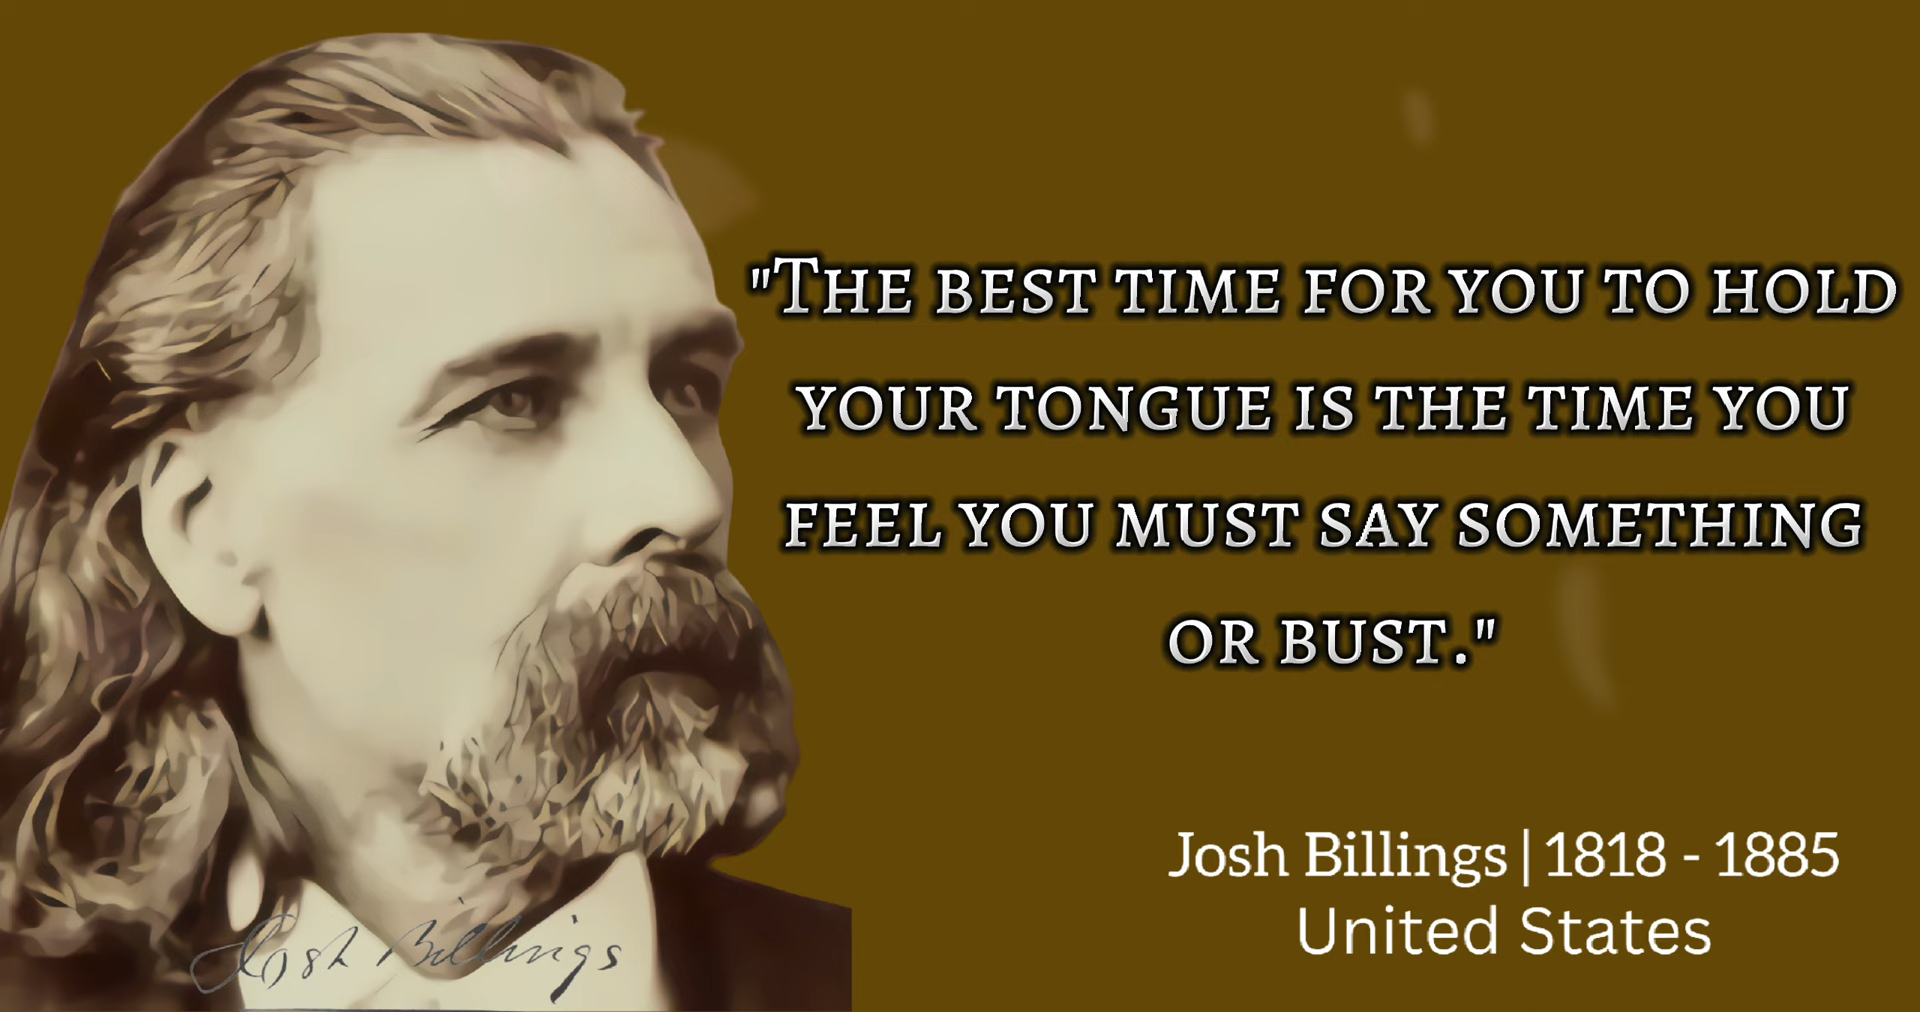 "The best time for you to hold
your tongue is the time you
feel you must say something
or bust."
Josh Billings | 1818 - 1885
United States
Josh Billings